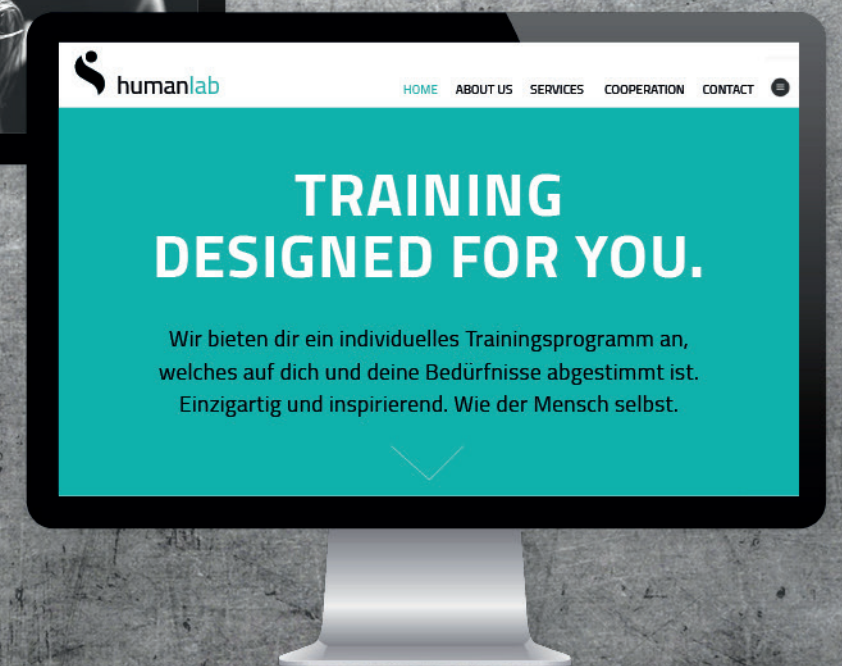 humanlab
HOME ABOUT US SERVICES COOPERATION CONTACT
TRAINING
DESIGNED FOR YOU.
Wir bieten dir ein individuelles Trainingsprogramm an,
welches auf dich und deine Bedürfnisse abgestimmt ist.
Einzigartig und inspirierend. Wie der Mensch selbst.